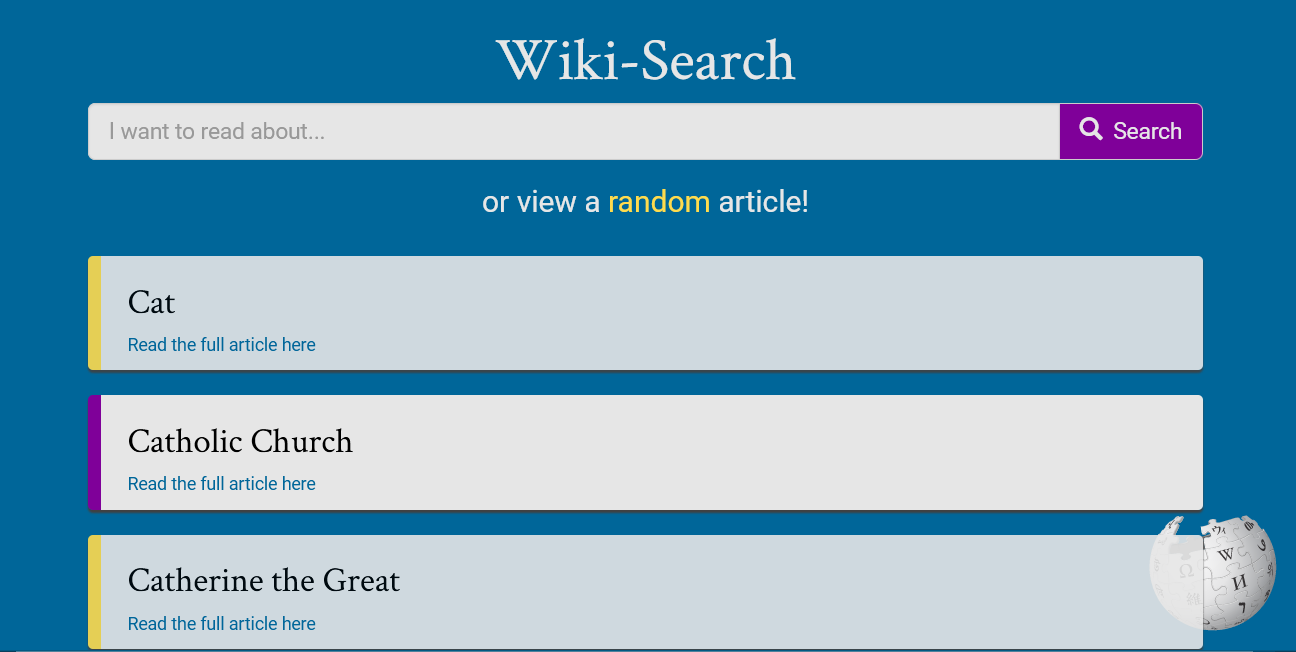 Wiki-Search
I want to read about...
Search
or view a random article!
Cat
Read the full article here
Catholic Church
Read the full article here
Catherine the Great
Read the full article here